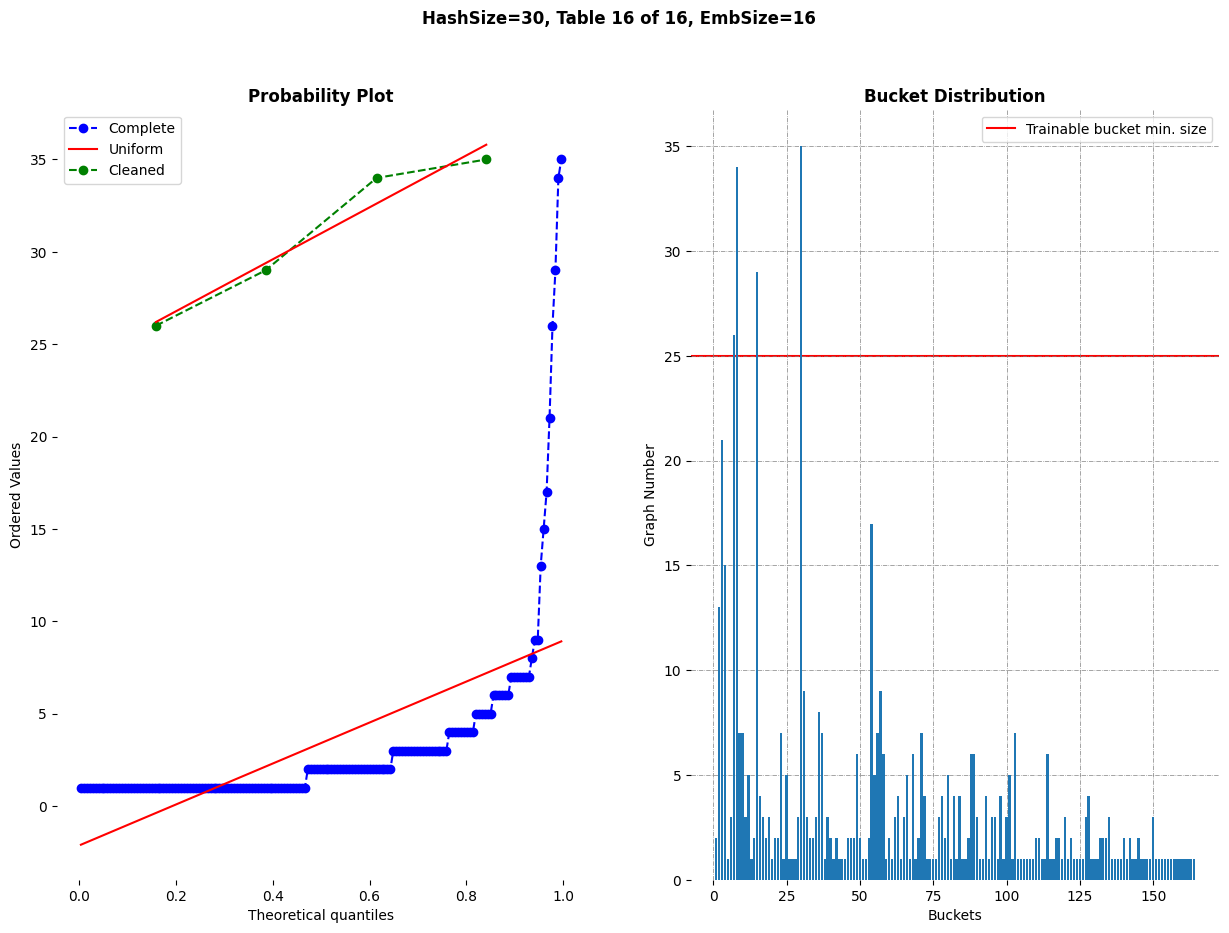 HashSize=30, Table 16 of 16, EmbSize=16
Probability Plot
Complete
Uniform
Cleaned
35
30
25
20
15
10
5
0
Ordered Values
0.0 0.2 0.4 0.6 0.8 1.0
Theoretical quantiles
Bucket Distribution
Trainable bucket min. size
35
30
25
20
15
10
5
0
Graph Number
0 25 50 75 100 125 150
Buckets